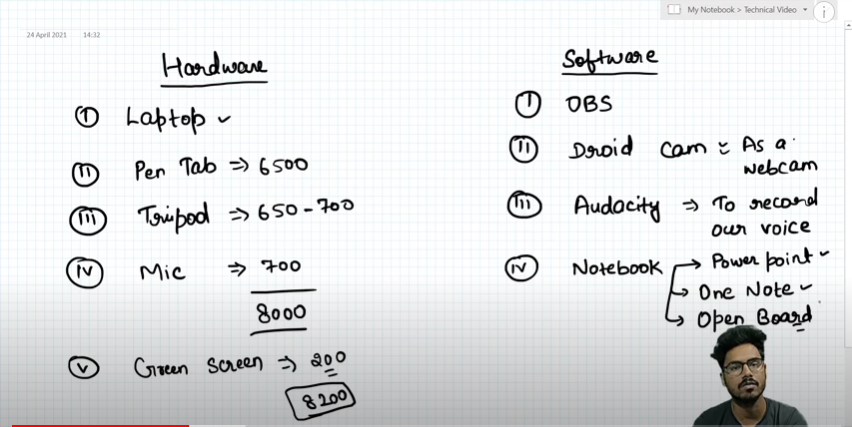 My Notebook > Technical Video
24 April 2021 14:32
Hardware
I Laptop ✓
II Pen Tab ⇒ 6500
III Tripod ⇒ 650-700
IV Mic ⇒ 700
8000
V Green screen ⇒ 200
8200
Software
I OBS
II Droid cam = As a
webcam
III Audacity ⇒ To record
our voice
IV Notebook → Power point ✓
→ One Note ✓
→ Open Board